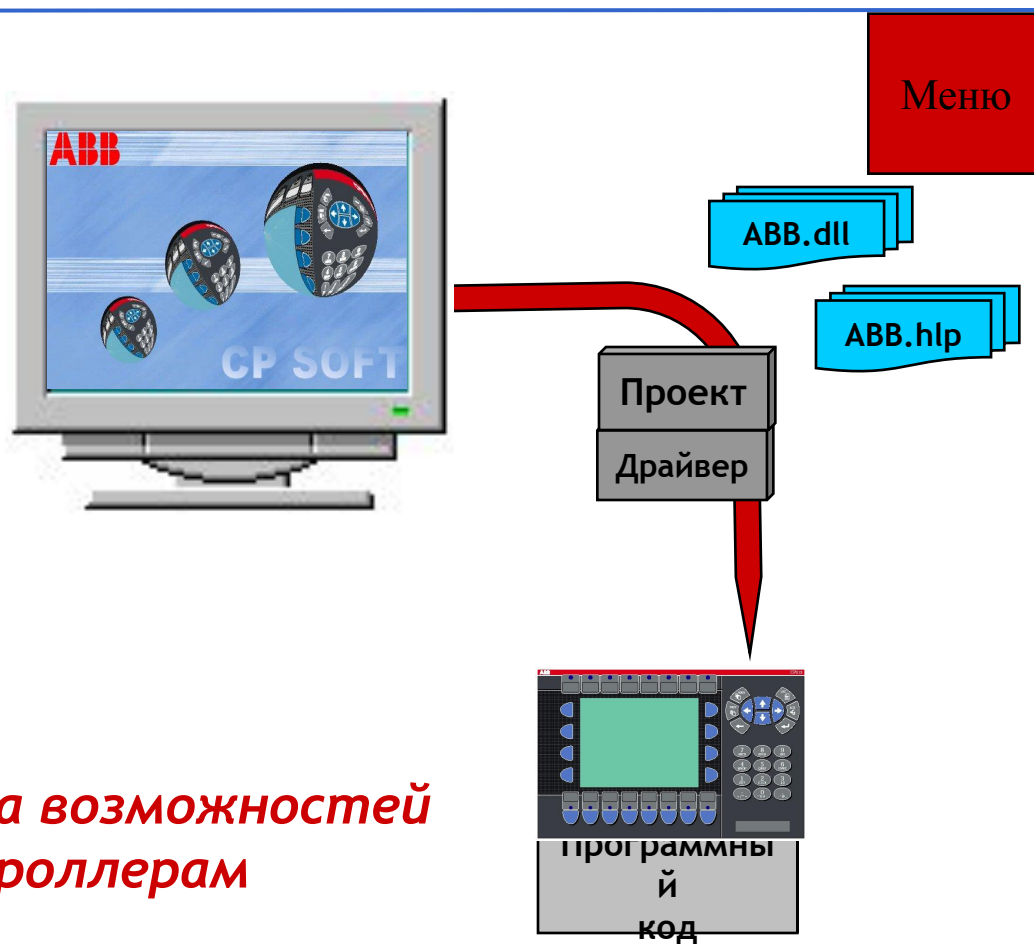 Меню
ABB
CP SOFT
ABB.dll
ABB.hlp
Проект
Драйвер
ABB
а возможностей
роллерам
Программны
й
код